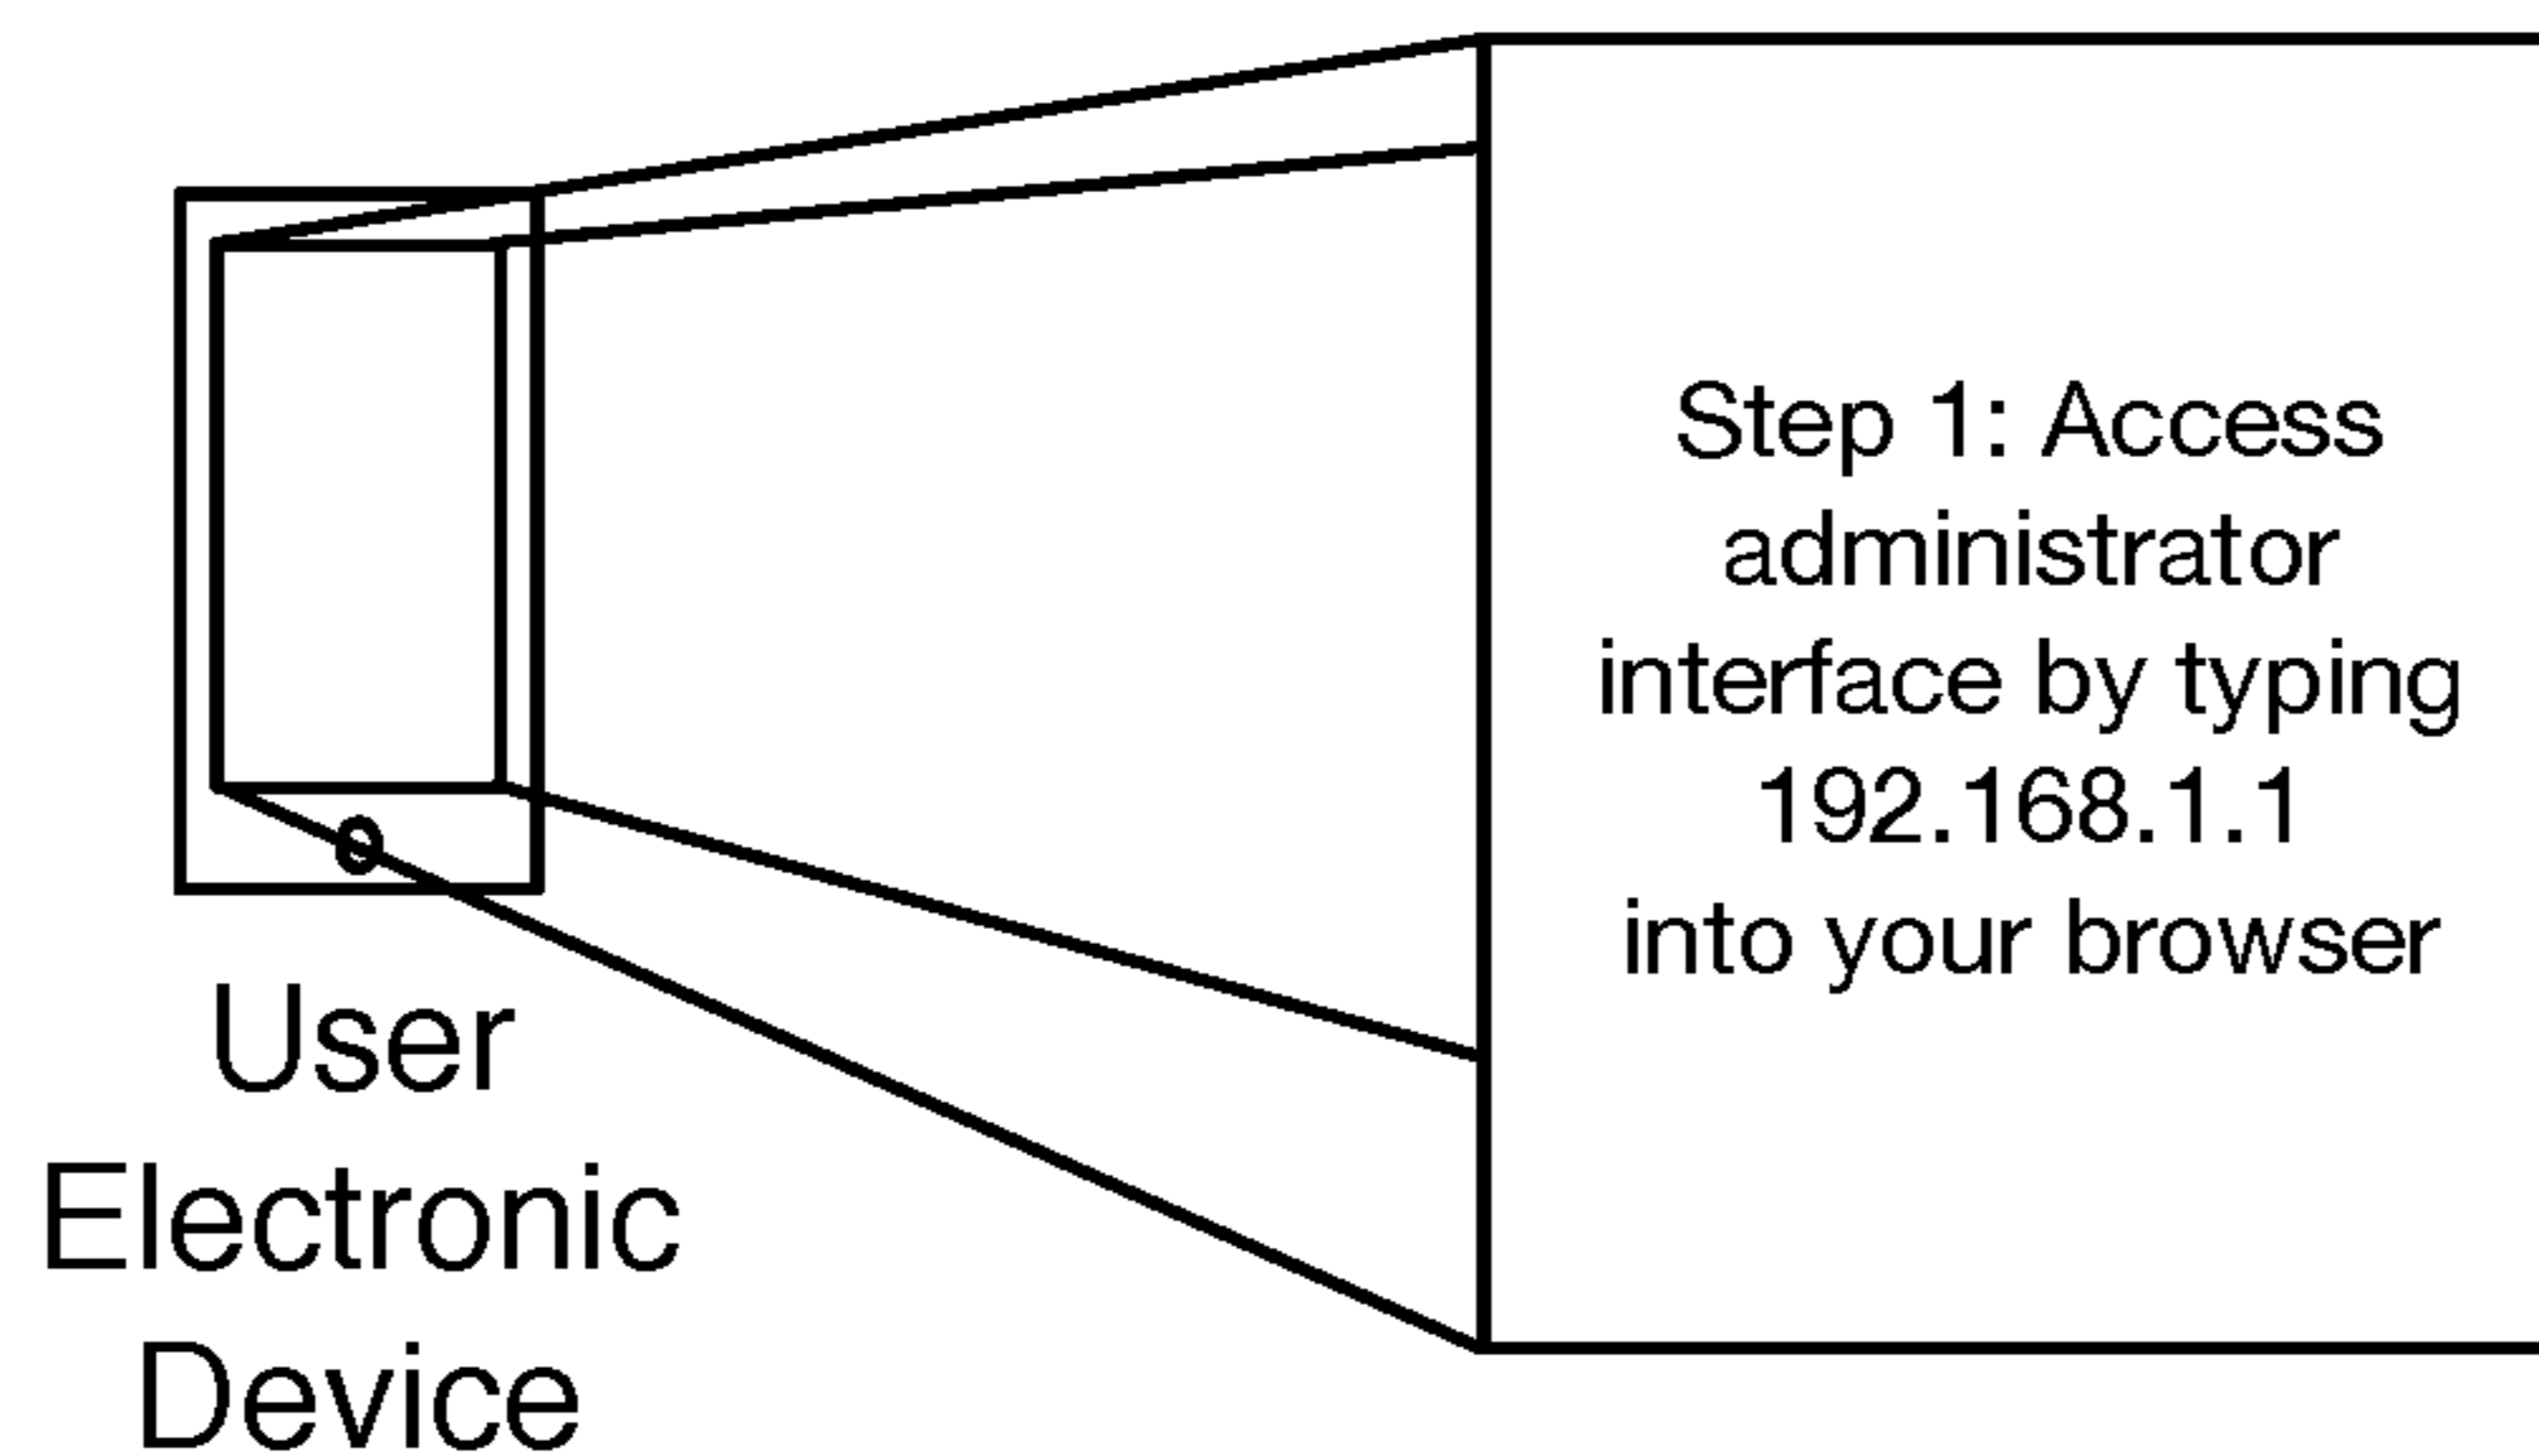 Step 1: Access
administrator
interface by typing
192.168.1.1
into your browser
User
Electronic
Device